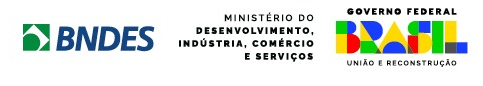 BNDES
MINISTÉRIO DO
DESENVOLVIMENTO,
INDÚSTRIA, COMÉRCIO
E SERVIÇOS
GOVERNO FEDERAL
BRASIL
UNIÃO E RECONSTRUÇÃO